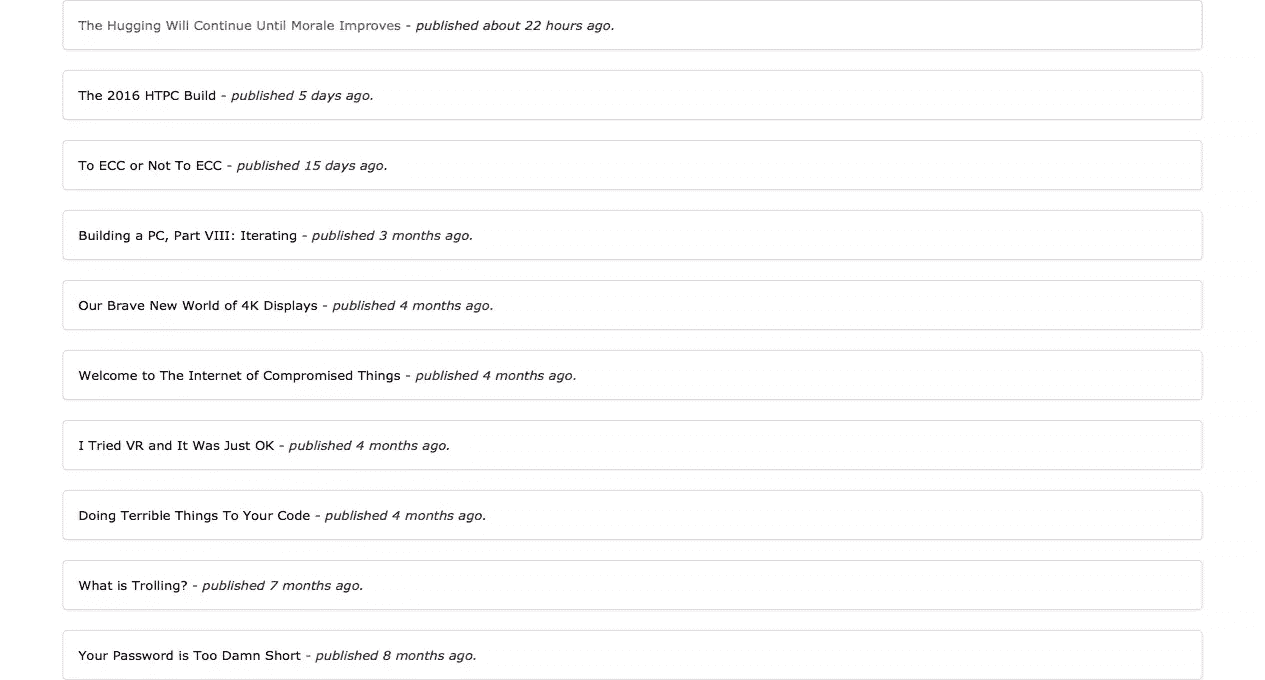 The Hugging Will Continue Until Morale Improves - published about 22 hours ago.
The 2016 HTPC Build - published 5 days ago.
To ECC or Not To ECC - published 15 days ago.
Building a PC, Part VIII: Iterating - published 3 months ago.
Our Brave New World of 4K Displays - published 4 months ago.
Welcome to The Internet of Compromised Things - published 4 months ago.
I Tried VR and It Was Just OK - published 4 months ago.
Doing Terrible Things To Your Code - published 4 months ago.
What is Trolling? - published 7 months ago.
Your Password is Too Damn Short - published 8 months ago.